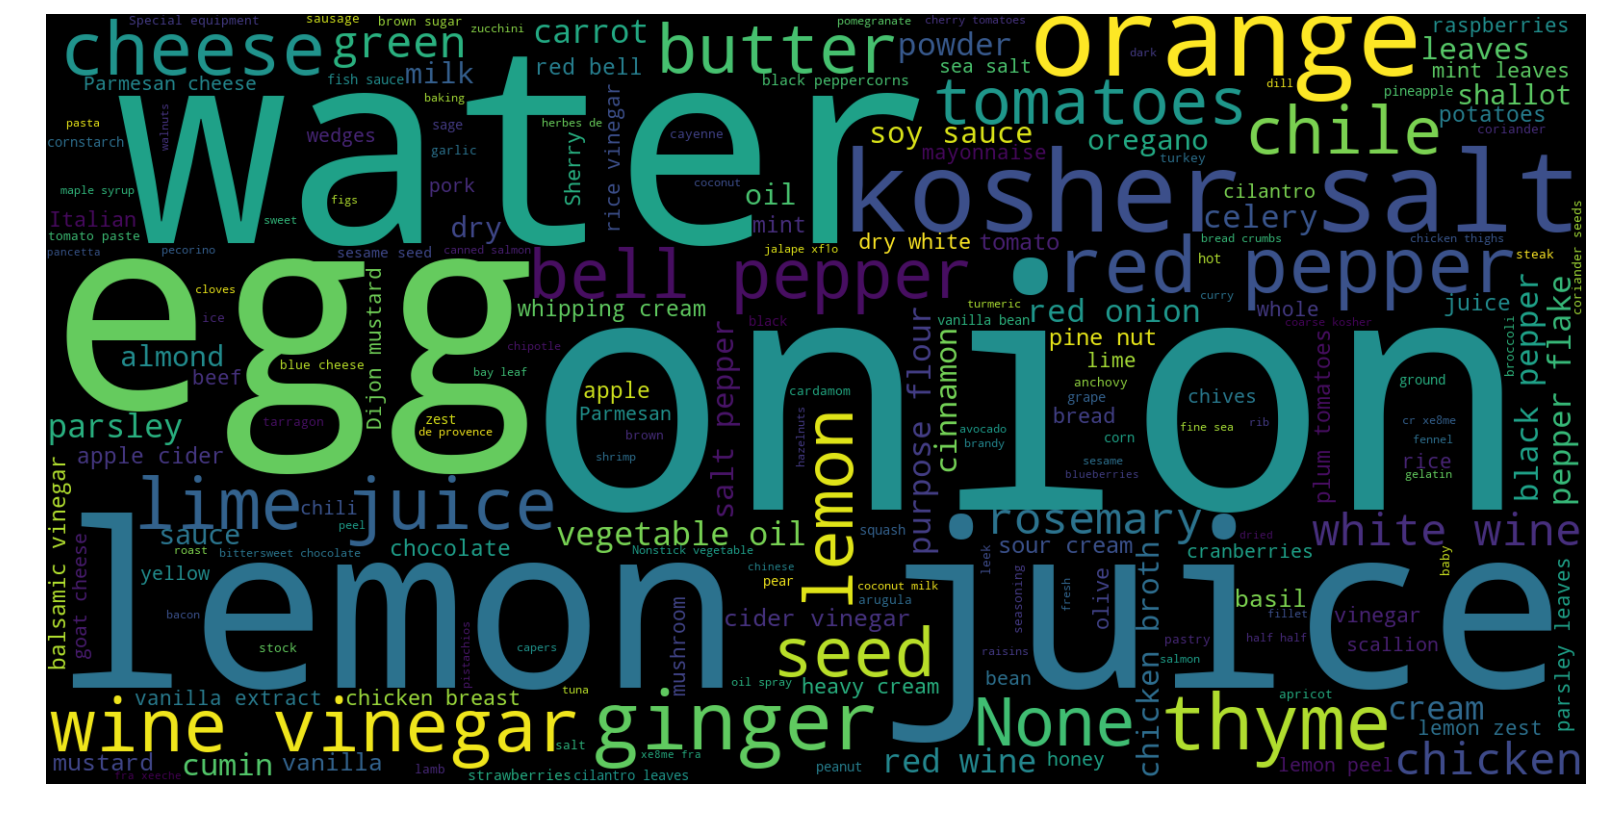 Special equipment
sausage
brown sugar
zucchini
carrot
butter
pomegranate
cherry tomatoes
orange
raspberries
cheese
green
powder
dark
leaves
Parmesan cheese
fish sauce
milk
red bell
black peppercorns
sea salt
dill
mint leaves
water
baking
tomatoes
pineapple
shallot
pasta
walnuts
wedges
sage
herbes de
rice vinegar
cayenne
soy sauce
oregano
chile
potatoes
coriander
cornstarch
garlic
mayonnaise
turkey
maple syrup
figs
pork
Sherry
coconut
oil
kosher salt
cilantro
Italian
sweet
dry
mint
celery
coriander seeds
tomato paste
pancetta
pecorino
sesame seed
canned salmon
jalape xf1o
dry white
tomato
bread crumbs
chicken thighs
egg
bell pepper
red pepper
hot
steak
cloves
Dijon mustard
whipping cream
turmeric
curry
ice
black
vanilla bean
red onion
whole
juice
coarse kosher
almond
blue cheese
chipotle
salt pepper
purpose flour
pine nut
broccoli
black pepper
pepper flake
beef
bay leaf
onion
apple
cardamom
cinnamon
lime
anchovy
ground
parsley
tarragon
zest
de provence
Parmesan
brown
hazelnuts
lemon
avocado
brandy
grape
bread
corn
chives
fine sea
rib
cr xe8me
fennel
apple cider
shrimp
sesame
blueberries
plum tomatoes
rice
gelatin
balsamic vinegar
lime juice
chili
peel
sauce
vegetable oil
squash
rosemary
white wine
goat cheese
roast
bittersweet chocolate
chocolate
Nonstick vegetable
chinese
leek
sour cream
chicken broth
cranberries
dried
baby
yellow
pear
coconut milk
arugula
seasoning
fresh
olive
basil
fillet
vinegar
parsley leaves
bacon
lemon juice
mushroom
cider vinegar
pastry
half half
scallion
stock
pistachios
capers
seed
raisins
salmon
vanilla extract
chicken breast
tuna
oil spray
heavy cream
bean
apricot
wine vinegar
ginger
None
thyme
cream
lemon zest
salt
xe8me fra
mustard
cumin
vanilla
lamb
peanut
red wine
honey
lemon peel
chicken
fra xeeche
strawberries
cilantro leaves